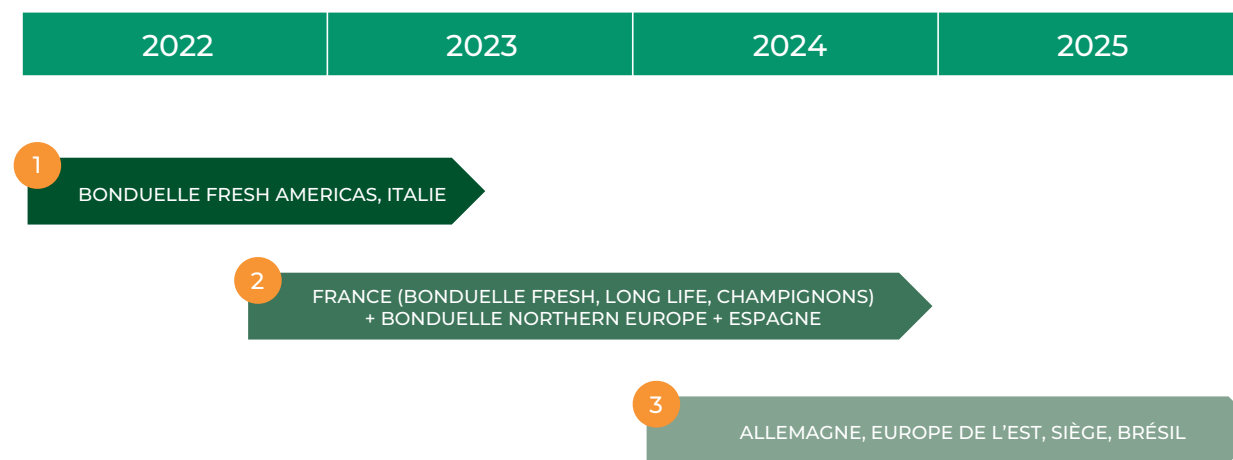 2022 2023 2024 2025
1
BONDUELLE FRESH AMERICAS, ITALIE
2
FRANCE (BONDUELLE FRESH, LONG LIFE, CHAMPIGNONS)
+ BONDUELLE NORTHERN EUROPE + ESPAGNE
3
ALLEMAGNE, EUROPE DE L’EST, SIÈGE, BRÉSIL